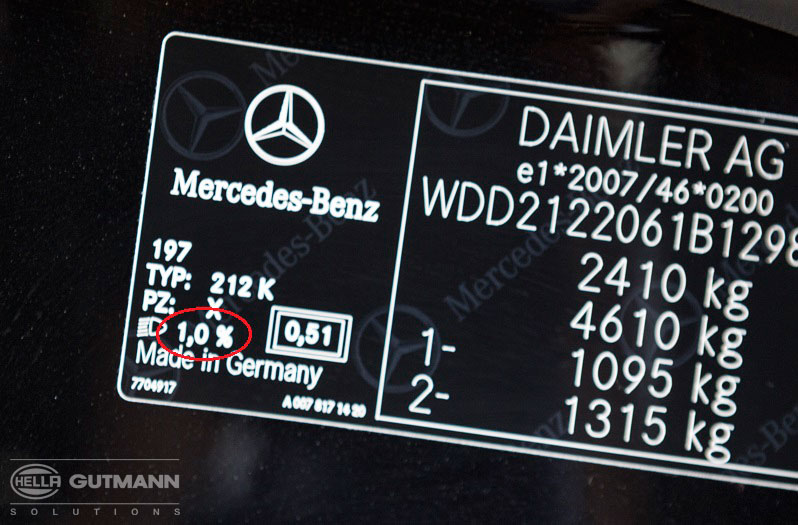 Mercedes-Benz
197
TYP: 212 K
PZ: X
1,0 %
0,51
Made in Germany
7704917
A 007 817 14 20
DAIMLER AG
e1*2007/46*0200
WDD2122061B1298
2410 kg
4610 kg
1- 1095 kg
2- 1315 kg
HELLA GUTMANN
SOLUTIONS